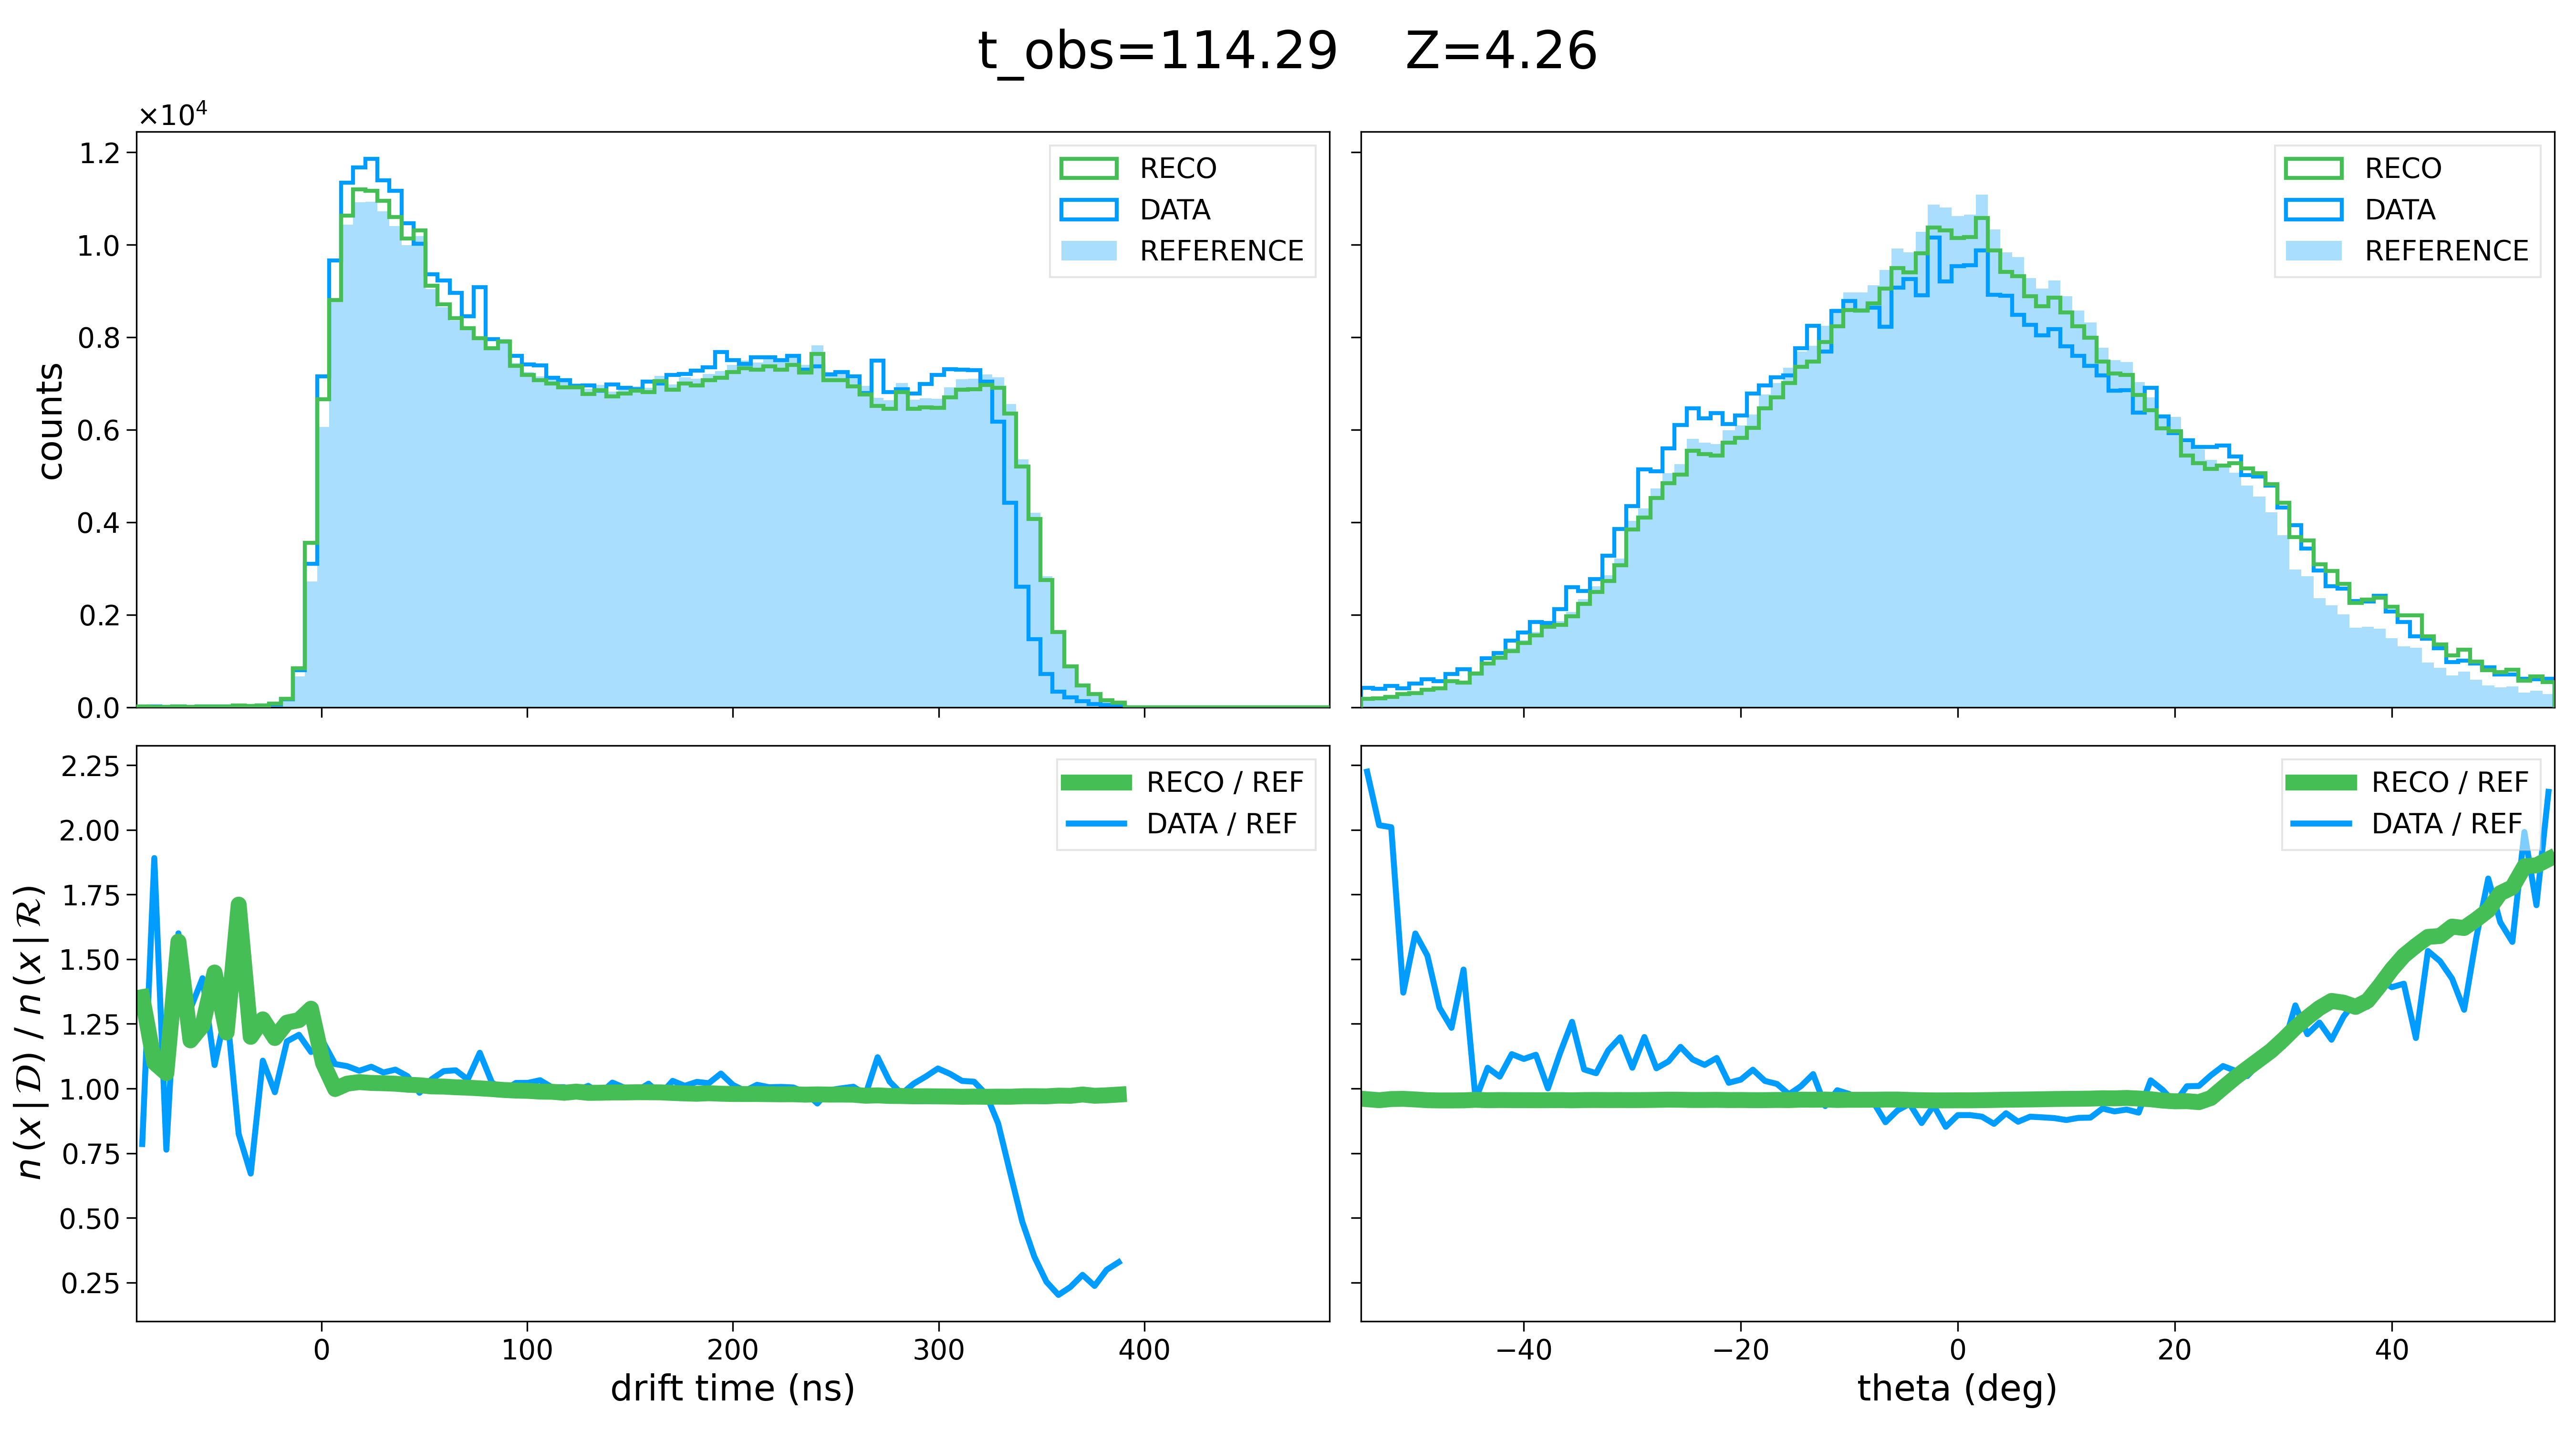 t_obs=114.29 Z=4.26
×10⁴
1.2
1.0
0.8
0.6
0.4
0.2
0.0
counts
RECO
DATA
REFERENCE
RECO
DATA
REFERENCE
2.25
2.00
1.75
1.50
1.25
1.00
0.75
0.50
0.25
n(x|𝒟) / n(x|ℛ)
RECO / REF
DATA / REF
0 100 200 300 400
drift time (ns)
RECO / REF
DATA / REF
−40 −20 0 20 40
theta (deg)